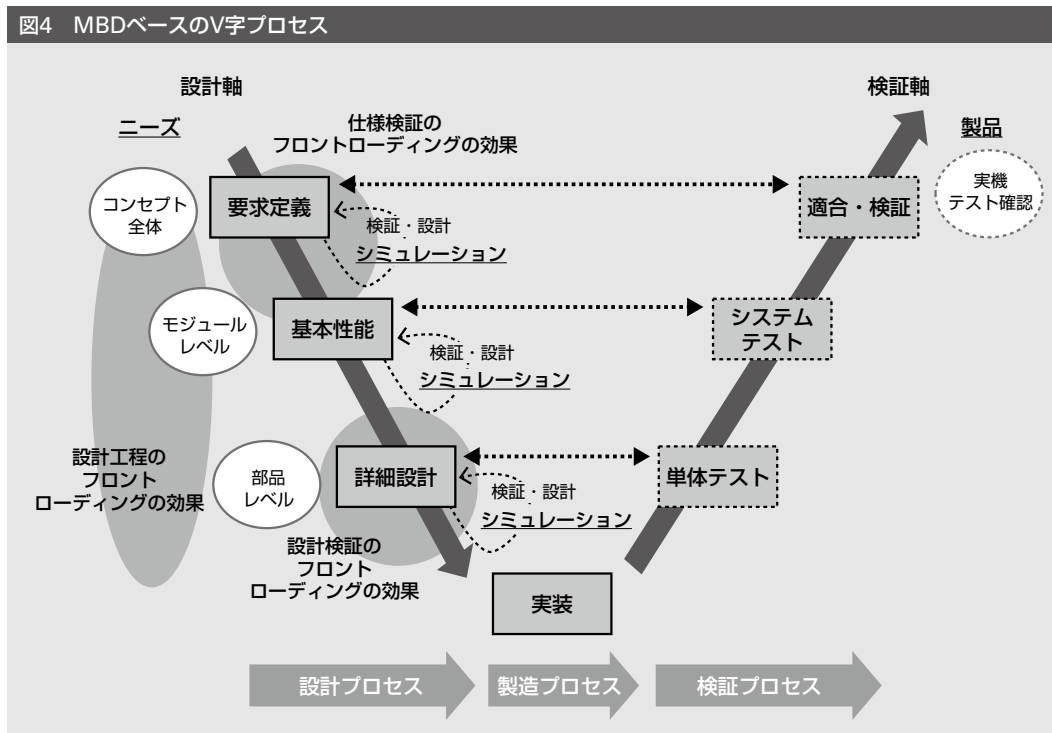 図4　MBDベースのV字プロセス
設計軸
検証軸
ニーズ
仕様検証の
フロントローディングの効果
製品
コンセプト
全体
要求定義
適合・検証
実機
テスト確認
検証・設計
シミュレーション
モジュール
レベル
基本性能
システム
テスト
検証・設計
シミュレーション
設計工程の
フロント
ローディングの効果
部品
レベル
詳細設計
単体テスト
検証・設計
シミュレーション
設計検証の
フロント
ローディングの効果
実装
設計プロセス
製造プロセス
検証プロセス